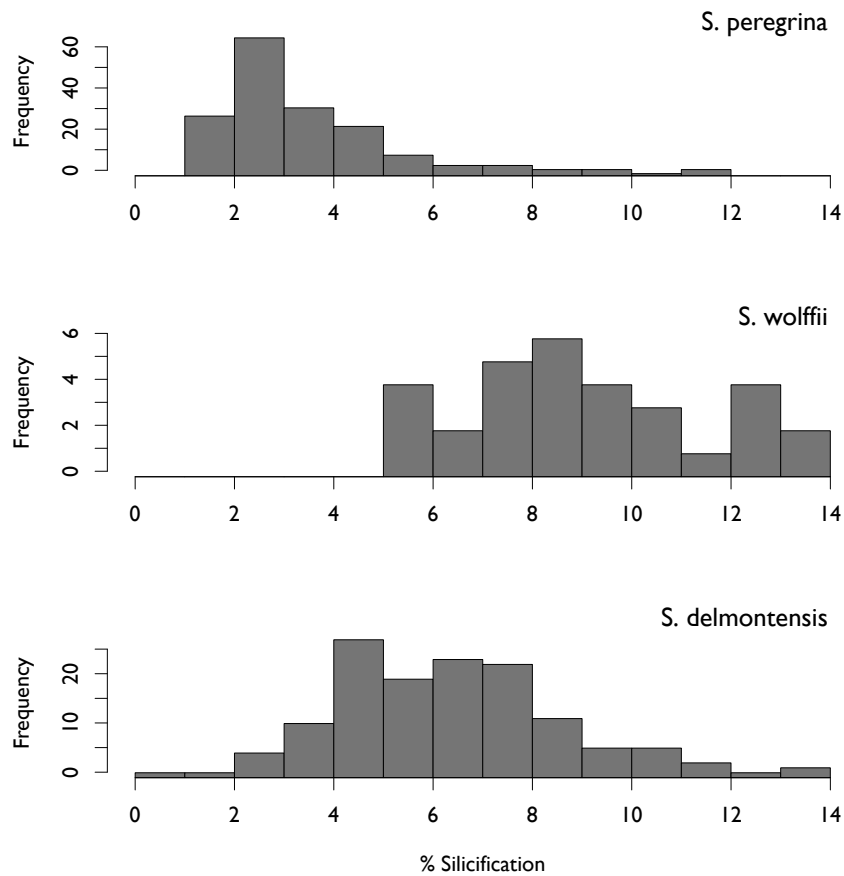 S. peregrina
Frequency
0 20 40 60
0 2 4 6 8 10 12 14
S. wolffii
Frequency
0 2 4 6
0 2 4 6 8 10 12 14
S. delmontensis
Frequency
0 10 20
0 2 4 6 8 10 12 14
% Silicification